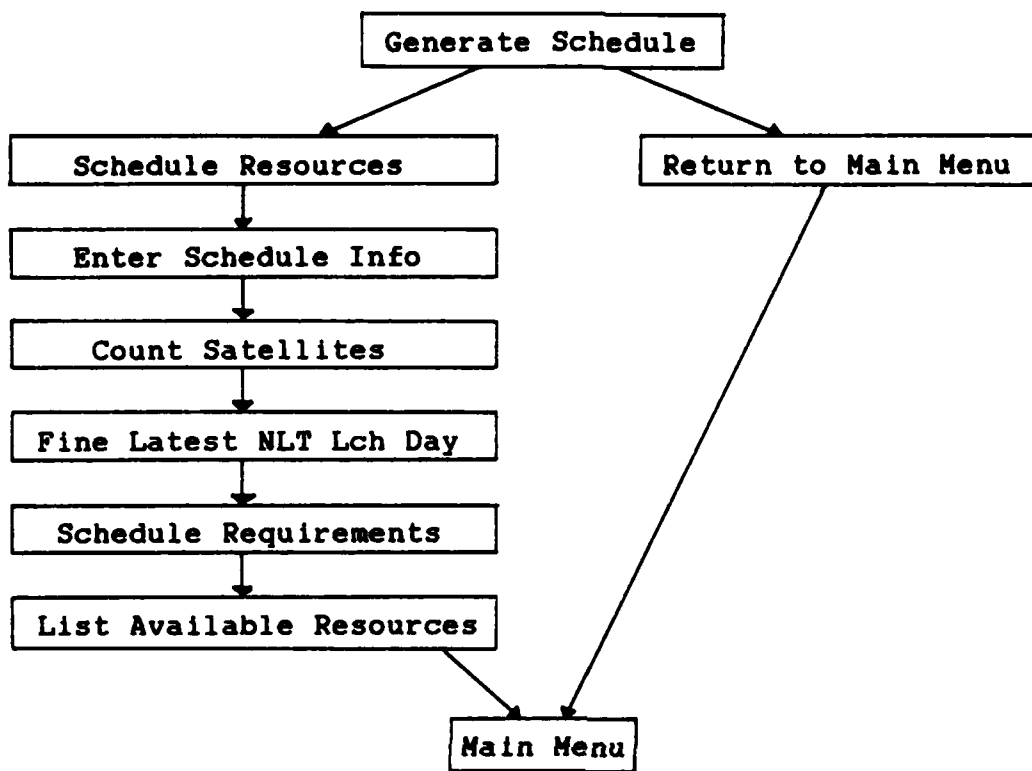 Generate Schedule
Schedule Resources
Return to Main Menu
Enter Schedule Info
Count Satellites
Fine Latest NLT Lch Day
Schedule Requirements
List Available Resources
Main Menu